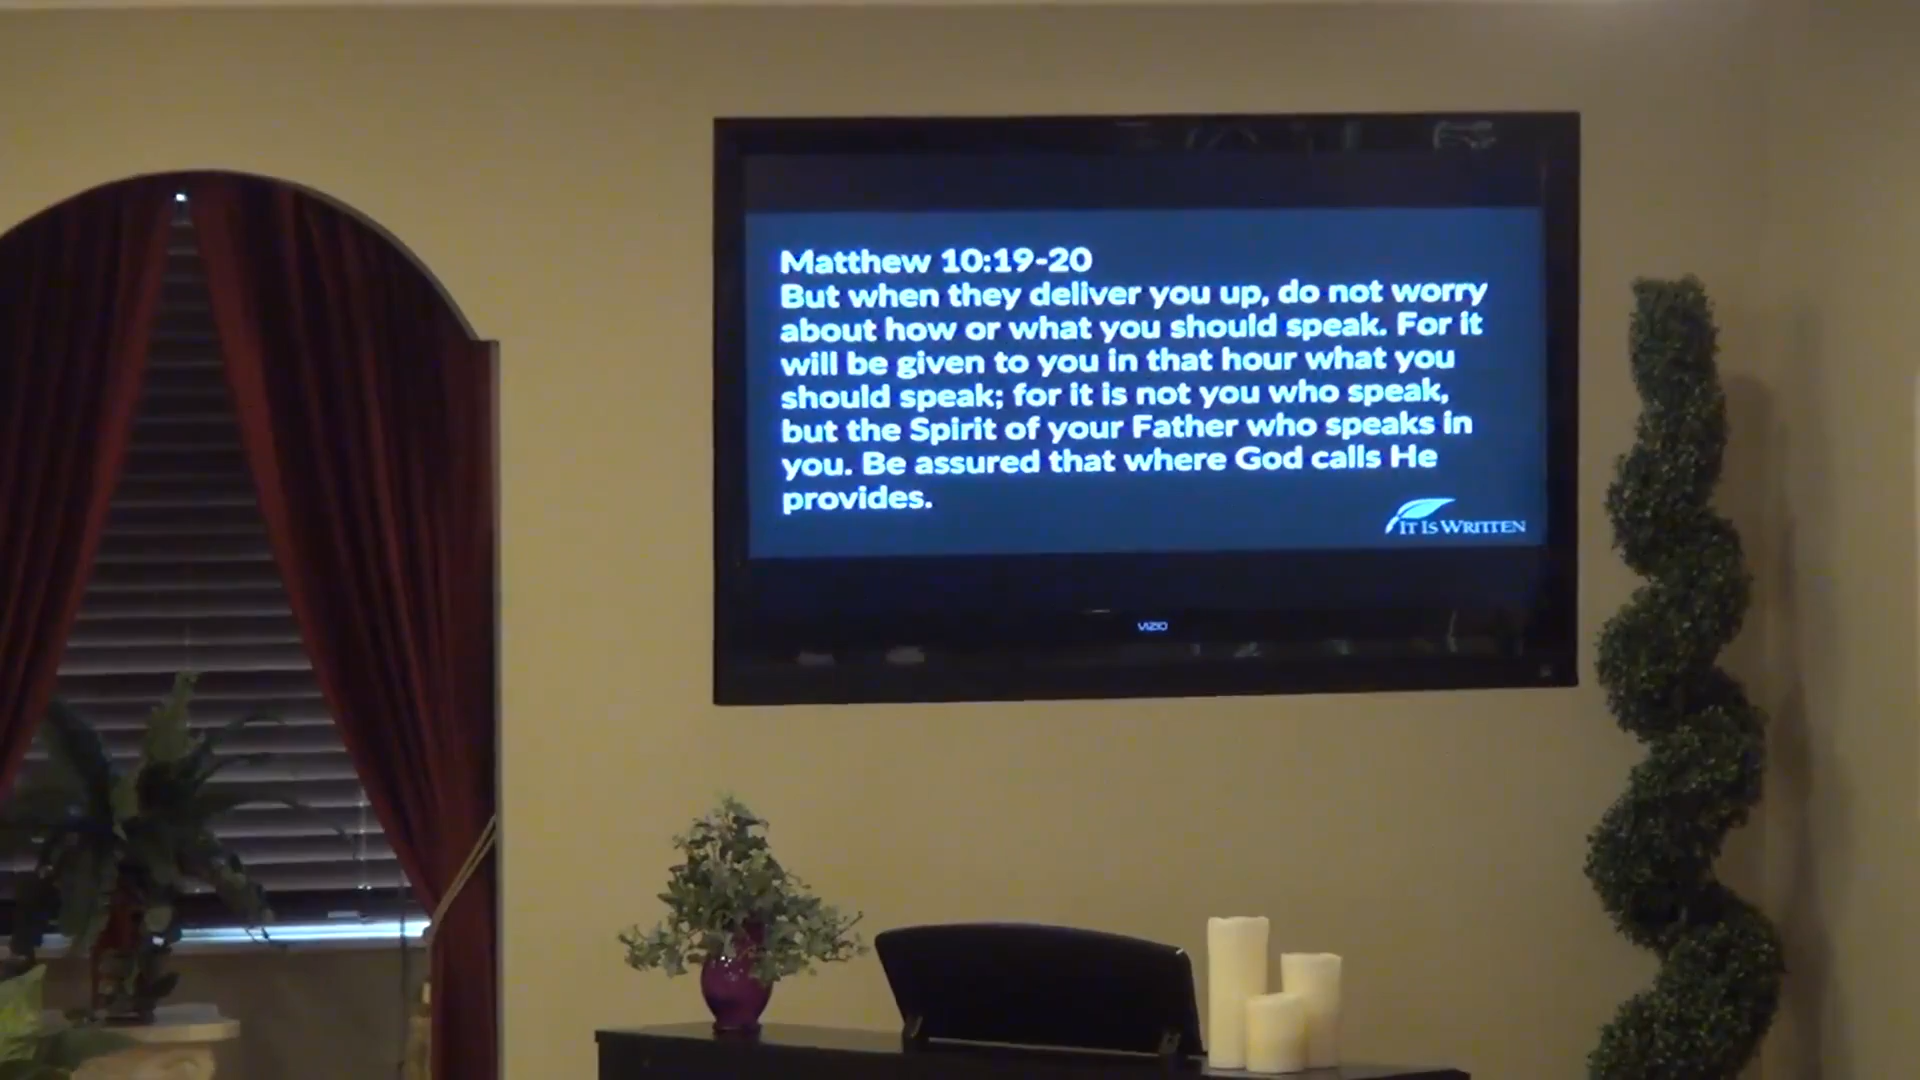 Matthew 10:19-20
But when they deliver you up, do not worry
about how or what you should speak. For it
will be given to you in that hour what you
should speak; for it is not you who speak,
but the Spirit of your Father who speaks in
you. Be assured that where God calls He
provides.
IT IS WRITTEN
VIZIO